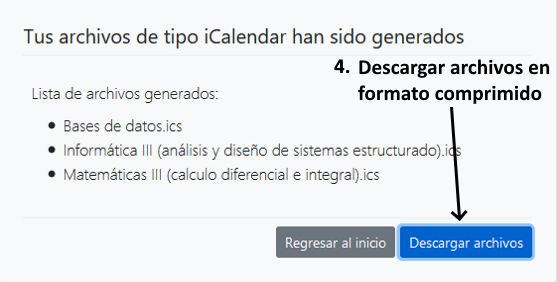 Tus archivos de tipo iCalendar han sido generados
4. Descargar archivos en
formato comprimido
Lista de archivos generados:
Bases de datos.ics
Informática III (análisis y diseño de sistemas estructurado).ics
Matemáticas III (calculo diferencial e integral).ics
Regresar al inicio
Descargar archivos